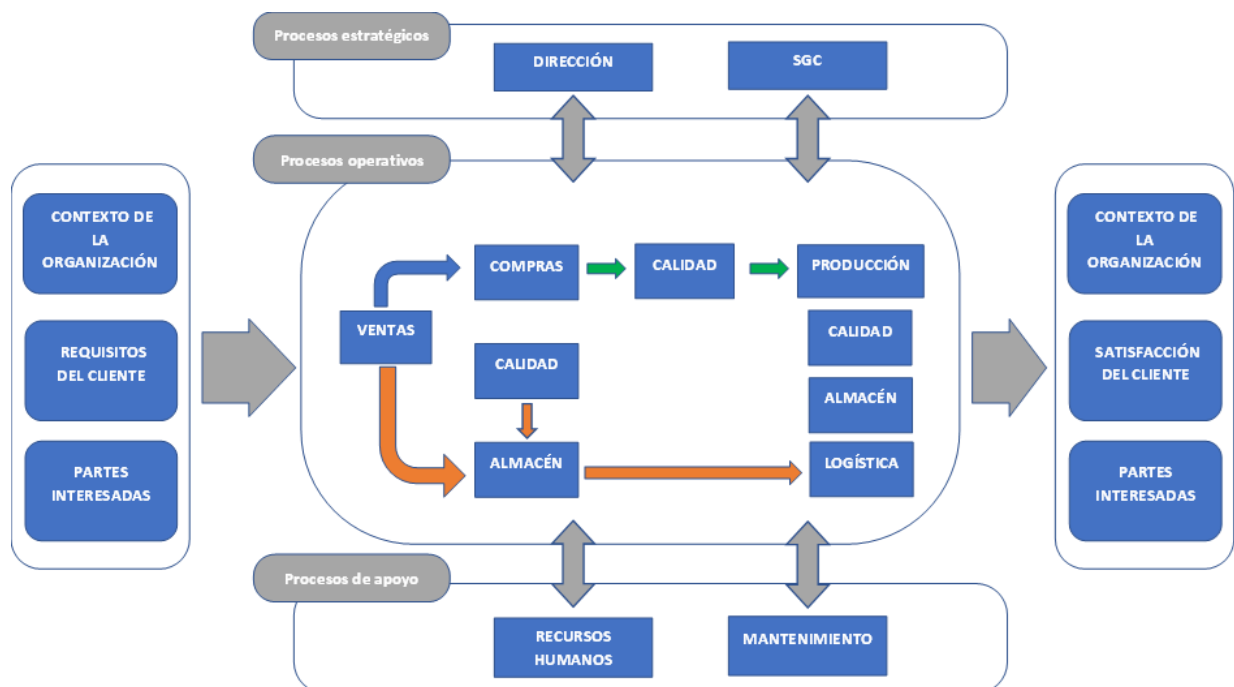 Procesos estratégicos
DIRECCIÓN
SGC
Procesos operativos
CONTEXTO DE
LA
ORGANIZACIÓN
REQUISITOS
DEL CLIENTE
PARTES
INTERESADAS
VENTAS
COMPRAS
CALIDAD
PRODUCCIÓN
CALIDAD
CALIDAD
ALMACÉN
ALMACÉN
LOGÍSTICA
CONTEXTO DE
LA
ORGANIZACIÓN
SATISFACCIÓN
DEL CLIENTE
PARTES
INTERESADAS
Procesos de apoyo
RECURSOS
HUMANOS
MANTENIMIENTO